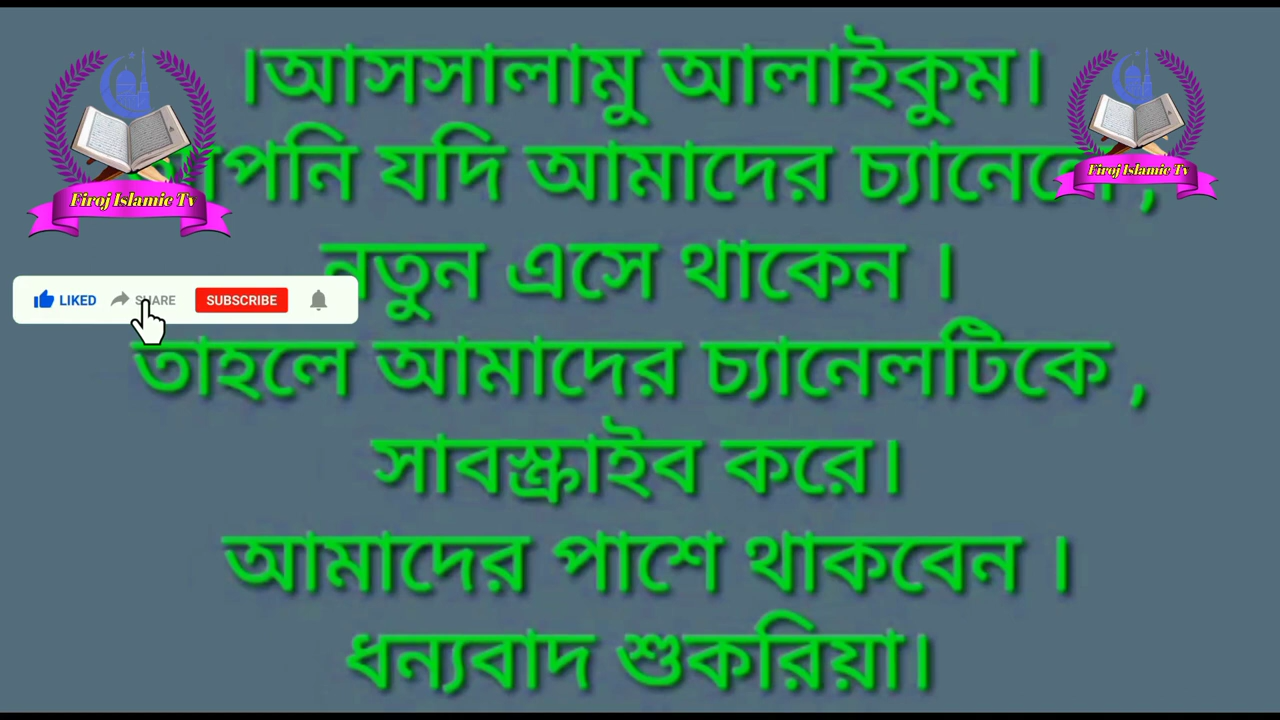 ।আসসালামু আলাইকুম।
যদি আমাদের
নতুন এসে থাকেন ।
তাহলে আমাদের চ্যানেলটিকে ,
সাবস্ক্রাইব করে।
আমাদের পাশে থাকবেন ।
ধন্যবাদ শুকরিয়া।
Firoj Islamic Tv
Firoj Islamic Tv
LIKED SHARE SUBSCRIBE